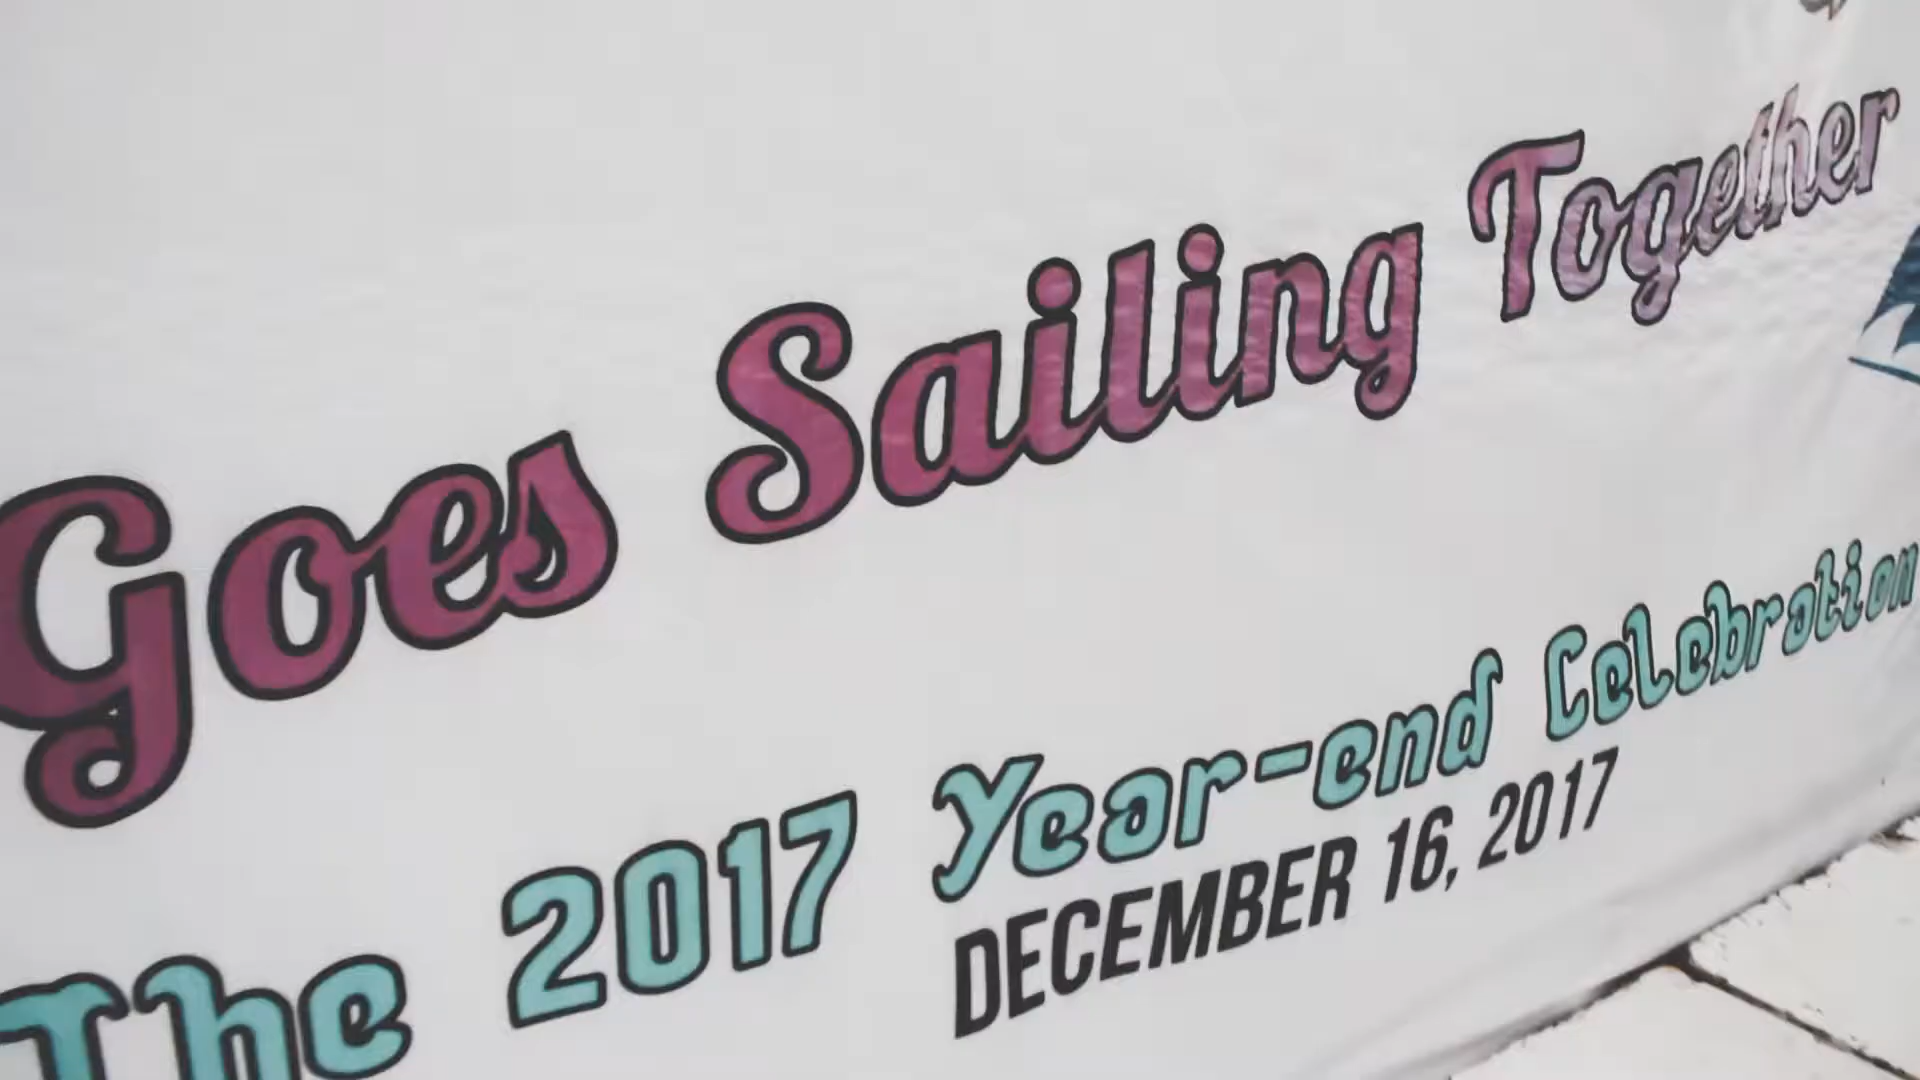 Goes Sailing Together
The 2017 Year-end Celebration
DECEMBER 16, 2017